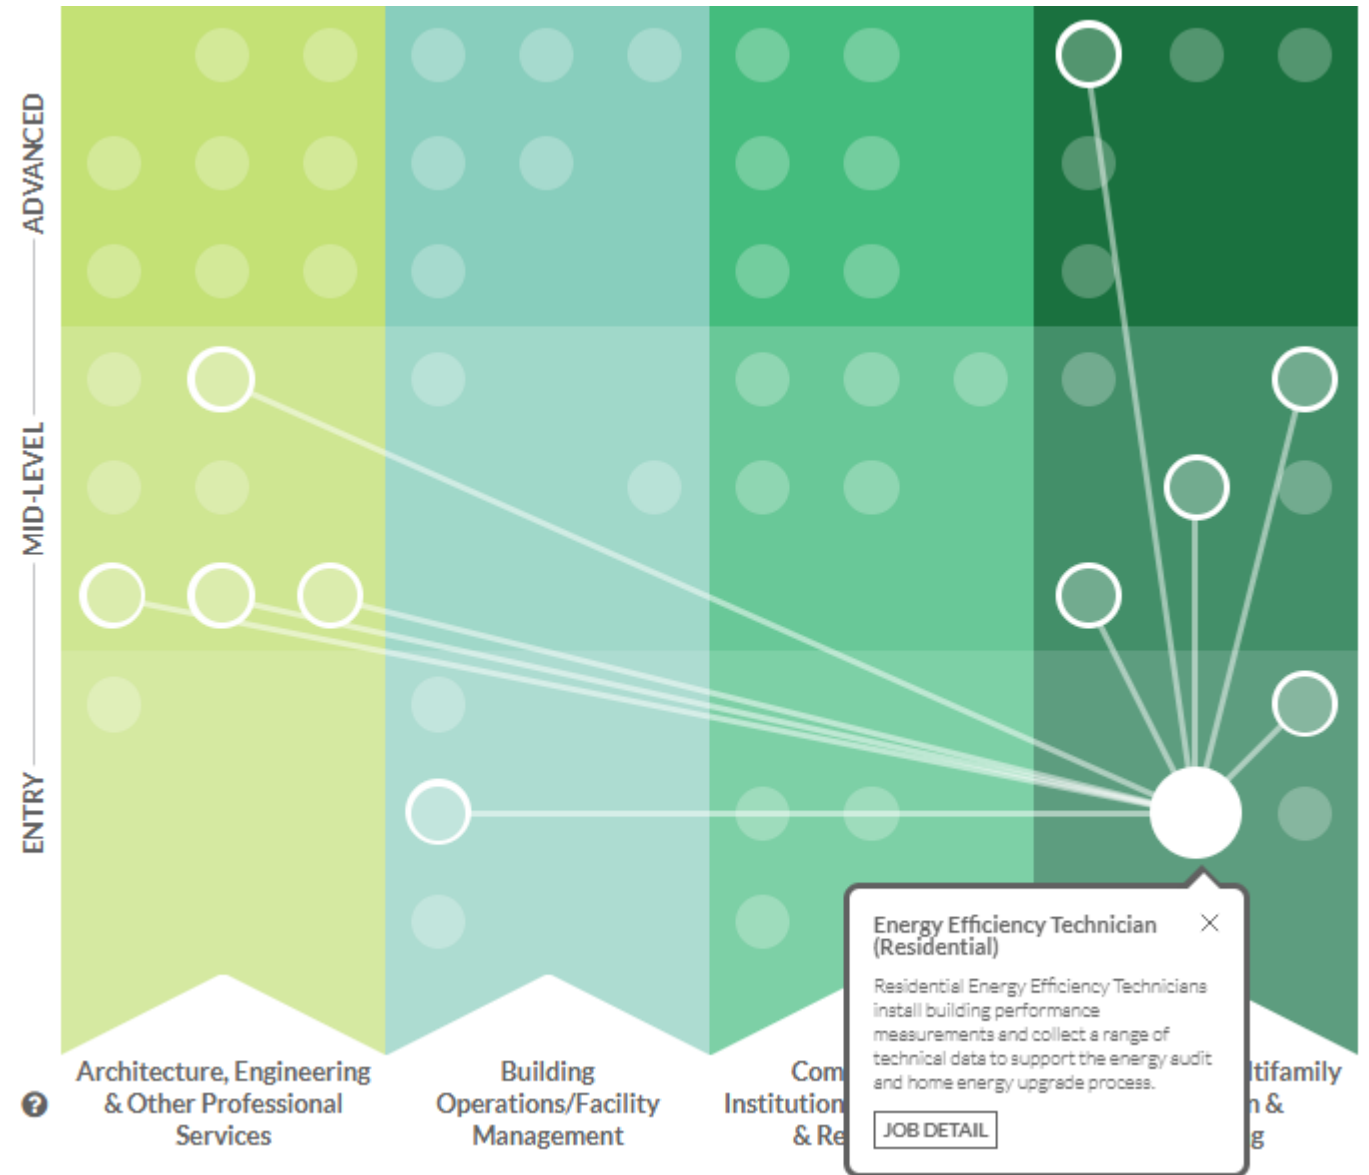 ADVANCED
MID-LEVEL
ENTRY
Energy Efficiency Technician
(Residential)
Residential Energy Efficiency Technicians
install building performance
measurements and collect a range of
technical data to support the energy audit
and home energy upgrade process.
JOB DETAIL
Architecture, Engineering
& Other Professional
Services
Building
Operations/Facility
Management
Com
Institution
& Re
ltifamily
n &
g
?